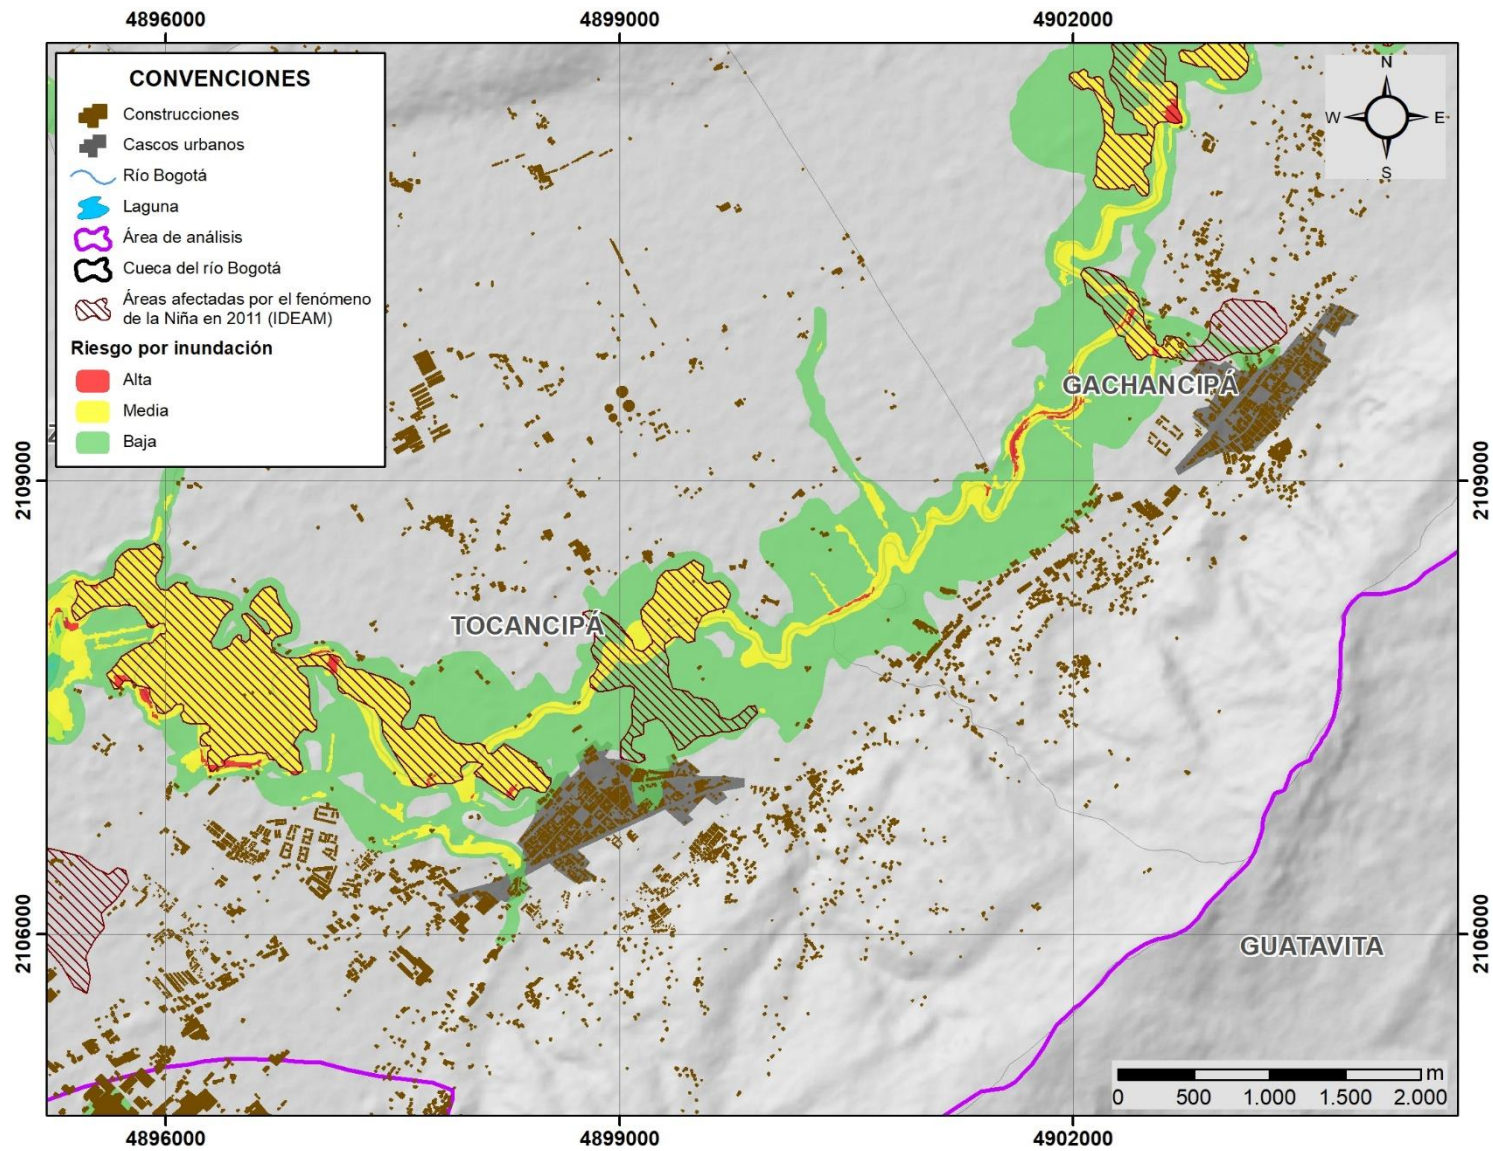 4896000
4899000
4902000
CONVENCIONES
Construcciones
Cascos urbanos
Río Bogotá
Laguna
Área de análisis
Cueca del río Bogotá
Áreas afectadas por el fenómeno
de la Niña en 2011 (IDEAM)
Riesgo por inundación
Alta
Media
Baja
N
W
E
S
GACHANCIPÁ
2109000
2109000
TOCANCIPÁ
2106000
2106000
GUATAVITA
m
0
500
1.000
1.500
2.000
4896000
4899000
4902000